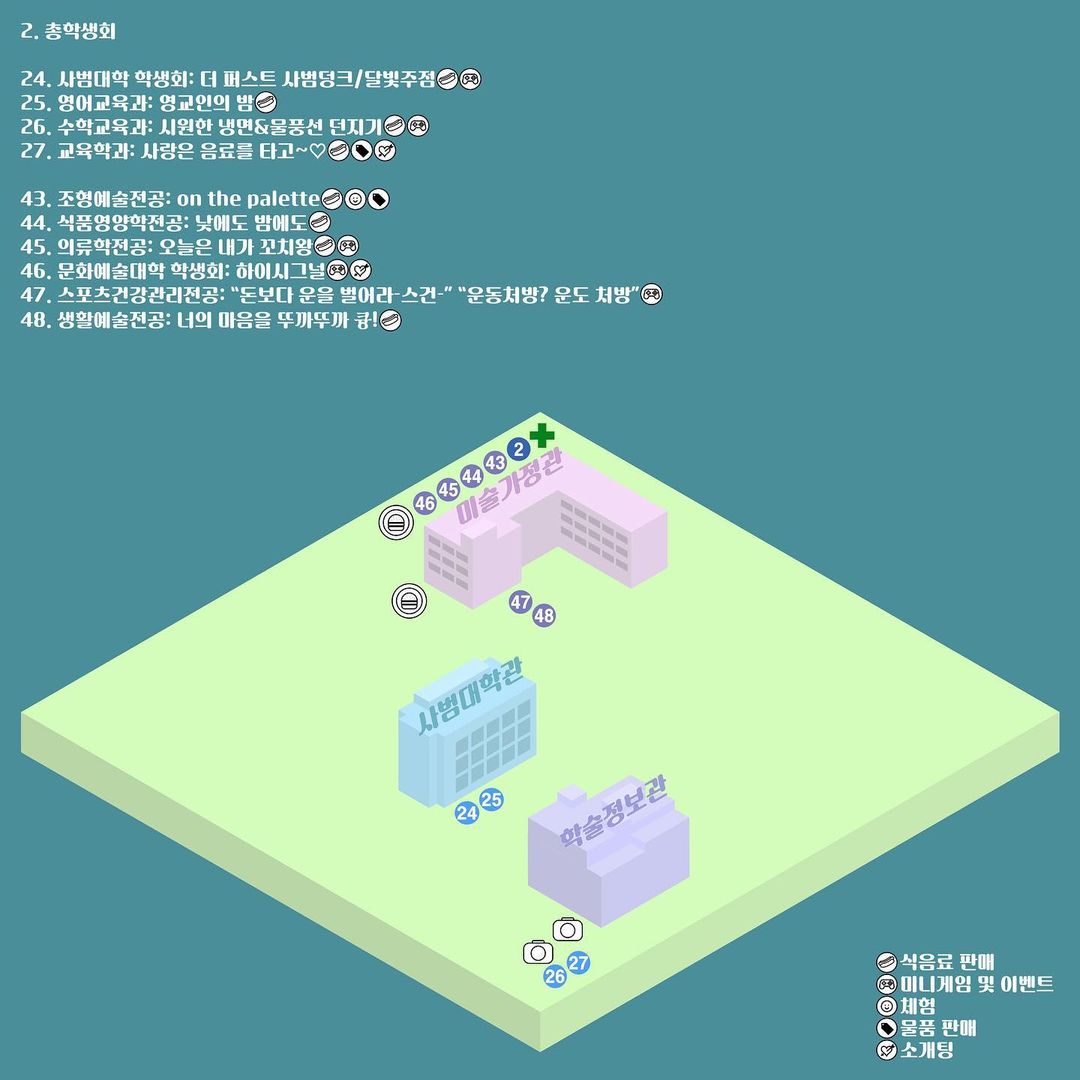 2. 총학생회
24. 사범대학 학생회: 더 퍼스트 사범덩크/달빛주점
25. 영어교육과: 영교인의 밤
26. 수학교육과: 시원한 냉면&물풍선 던지기
27. 교육학과: 사랑은 음료를 타고~♡
43. 조형예술전공: on the palette
44. 식품영양학전공: 낮에도 밤에도
45. 의류학전공: 오늘은 내가 꼬치왕
46. 문화예술대학 학생회: 하이시그널
47. 스포츠건강관리전공: “돈보다 운을 벌어라-스건-” “운동처방? 운도 처방”
48. 생활예술전공: 너의 마음을 뚜까뚜까 큐!
2
43
44
45
46
미술가정관
47
48
사범대학관
25
24
학술정보관
27
26
식음료 판매
미니게임 및 이벤트
체험
물품 판매
소개팅